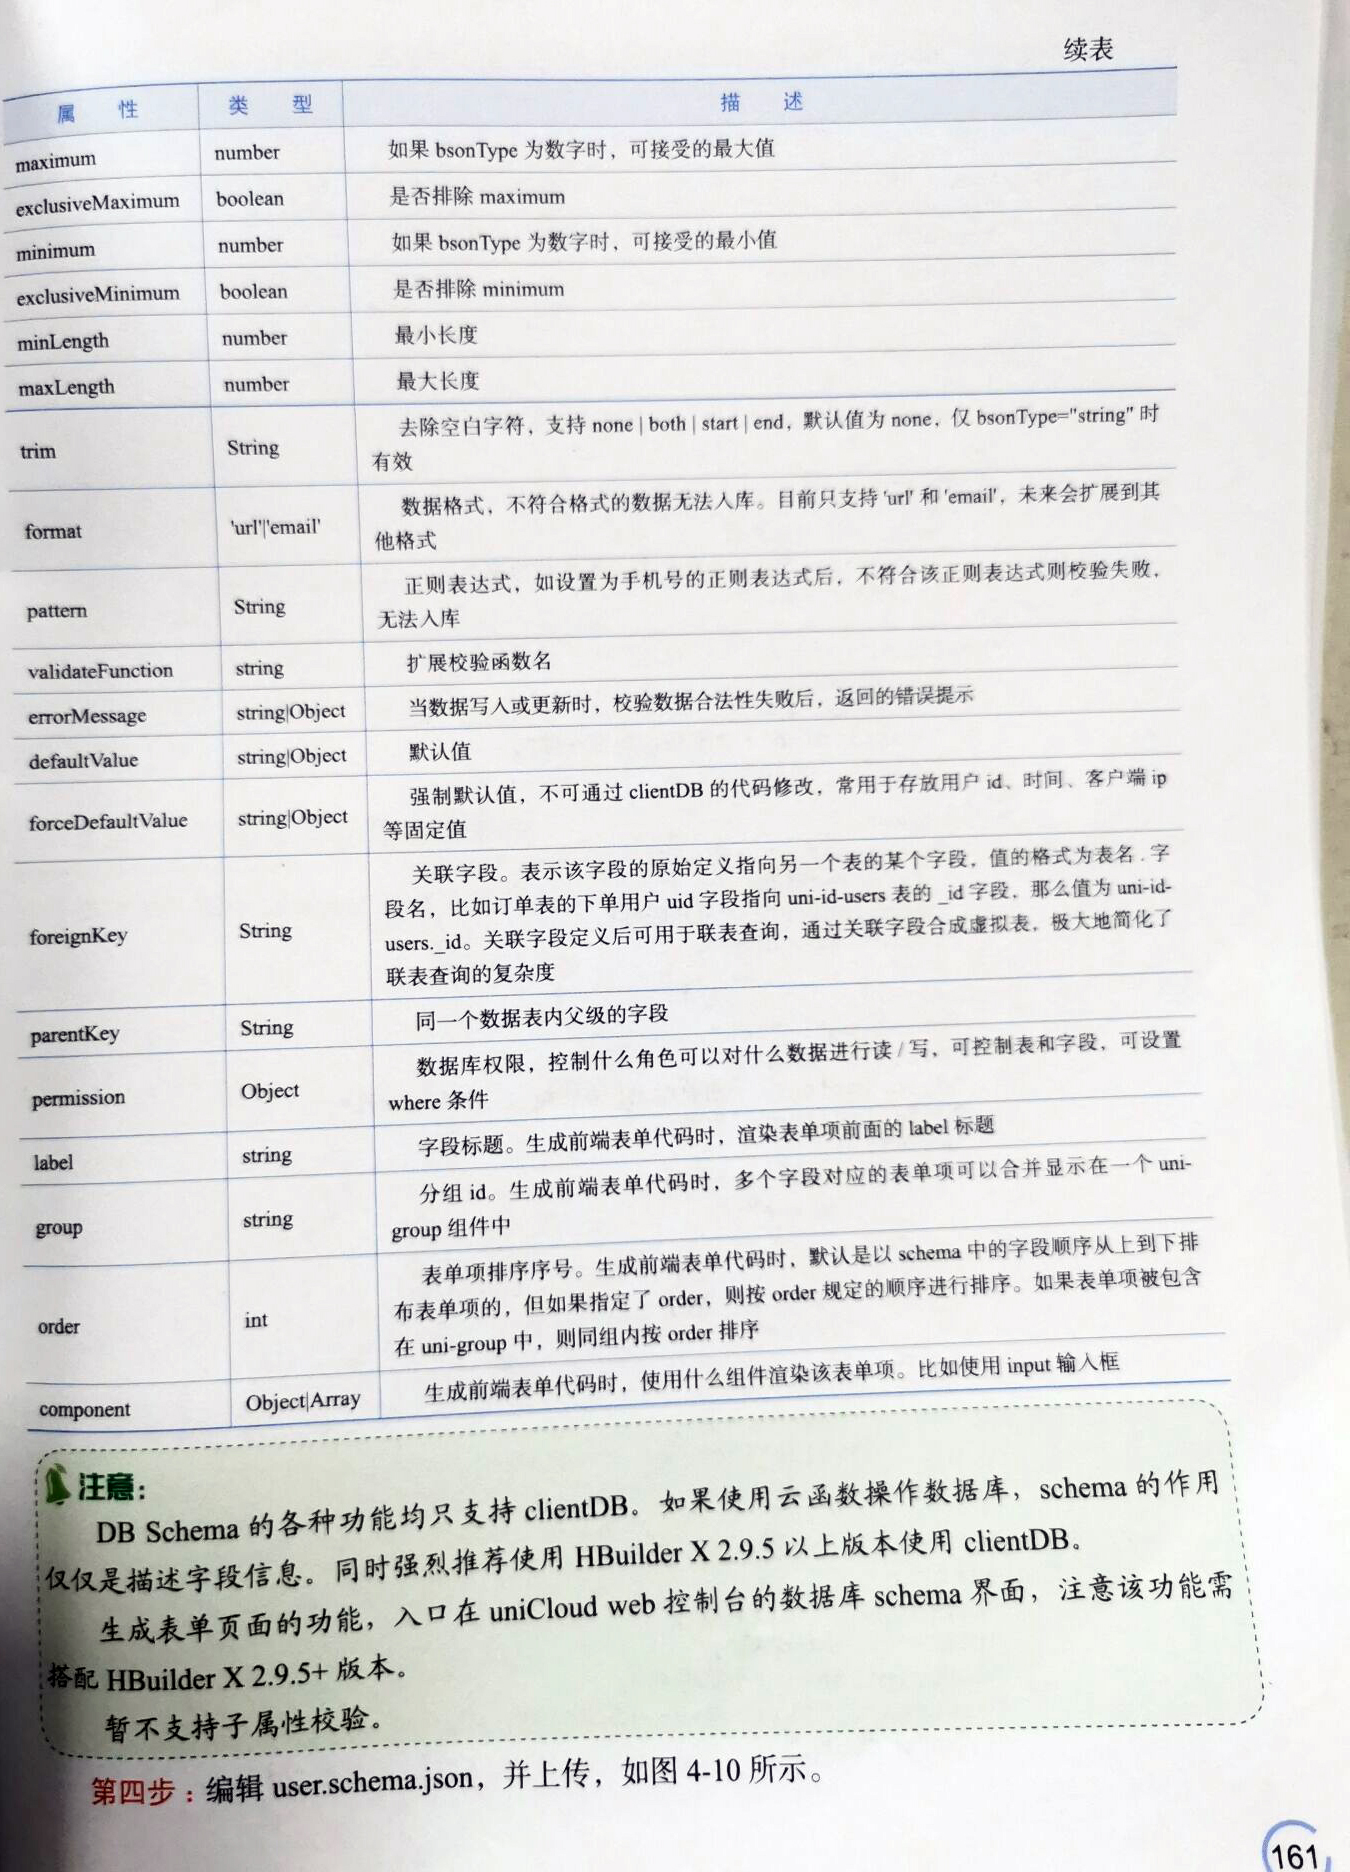 续表
属 性 类 型 描 述
maximum number 如果 bsonType 为数字时，可接受的最大值
exclusiveMaximum boolean 是否排除 maximum
minimum number 如果 bsonType 为数字时，可接受的最小值
exclusiveMinimum boolean 是否排除 minimum
minLength number 最小长度
maxLength number 最大长度
trim String 去除空白字符，支持 none | both | start | end，默认值为 none，仅 bsonType="string" 时
有效
format 'url'|'email' 数据格式，不符合格式的数据无法入库。目前只支持 'url' 和 'email'，未来会扩展到其
他格式
pattern String 正则表达式，如设置为手机号的正则表达式后，不符合该正则表达式则校验失败，
无法入库
validateFunction string 扩展校验函数名
errorMessage string|Object 当数据写入或更新时，校验数据合法性失败后，返回的错误提示
defaultValue string|Object 默认值
forceDefaultValue string|Object 强制默认值，不可通过 clientDB 的代码修改，常用于存放用户 id、时间、客户端 ip
等固定值
foreignKey String 关联字段。表示该字段的原始定义指向另一个表的某个字段，值的格式为表名 . 字
段名，比如订单表的下单用户 uid 字段指向 uni-id-users 表的 _id 字段，那么值为 uni-id-
users._id。关联字段定义后可用于联表查询，通过关联字段合成虚拟表，极大地简化了
联表查询的复杂度
parentKey String 同一个数据表内父级的字段
permission Object 数据库权限，控制什么角色可以对什么数据进行读 / 写，可控制表和字段，可设置
where 条件
label string 字段标题。生成前端表单代码时，渲染表单项前面的 label 标题
group string 分组 id。生成前端表单代码时，多个字段对应的表单项可以合并显示在一个 uni-
group 组件中
order int 表单项排序序号。生成前端表单代码时，默认是以 schema 中的字段顺序从上到下排
布表单项的，但如果指定了 order，则按 order 规定的顺序进行排序。如果表单项被包含
在 uni-group 中，则同组内按 order 排序
component Object|Array 生成前端表单代码时，使用什么组件渲染该表单项。比如使用 input 输入框
注意：
DB Schema 的各种功能均只支持 clientDB。如果使用云函数操作数据库，schema 的作用
仅仅是描述字段信息。同时强烈推荐使用 HBuilder X 2.9.5 以上版本使用 clientDB。
生成表单页面的功能，入口在 uniCloud web 控制台的数据库 schema 界面，注意该功能需
搭配 HBuilder X 2.9.5+ 版本。
暂不支持子属性校验。
第四步：编辑 user.schema.json，并上传，如图 4-10 所示。
161